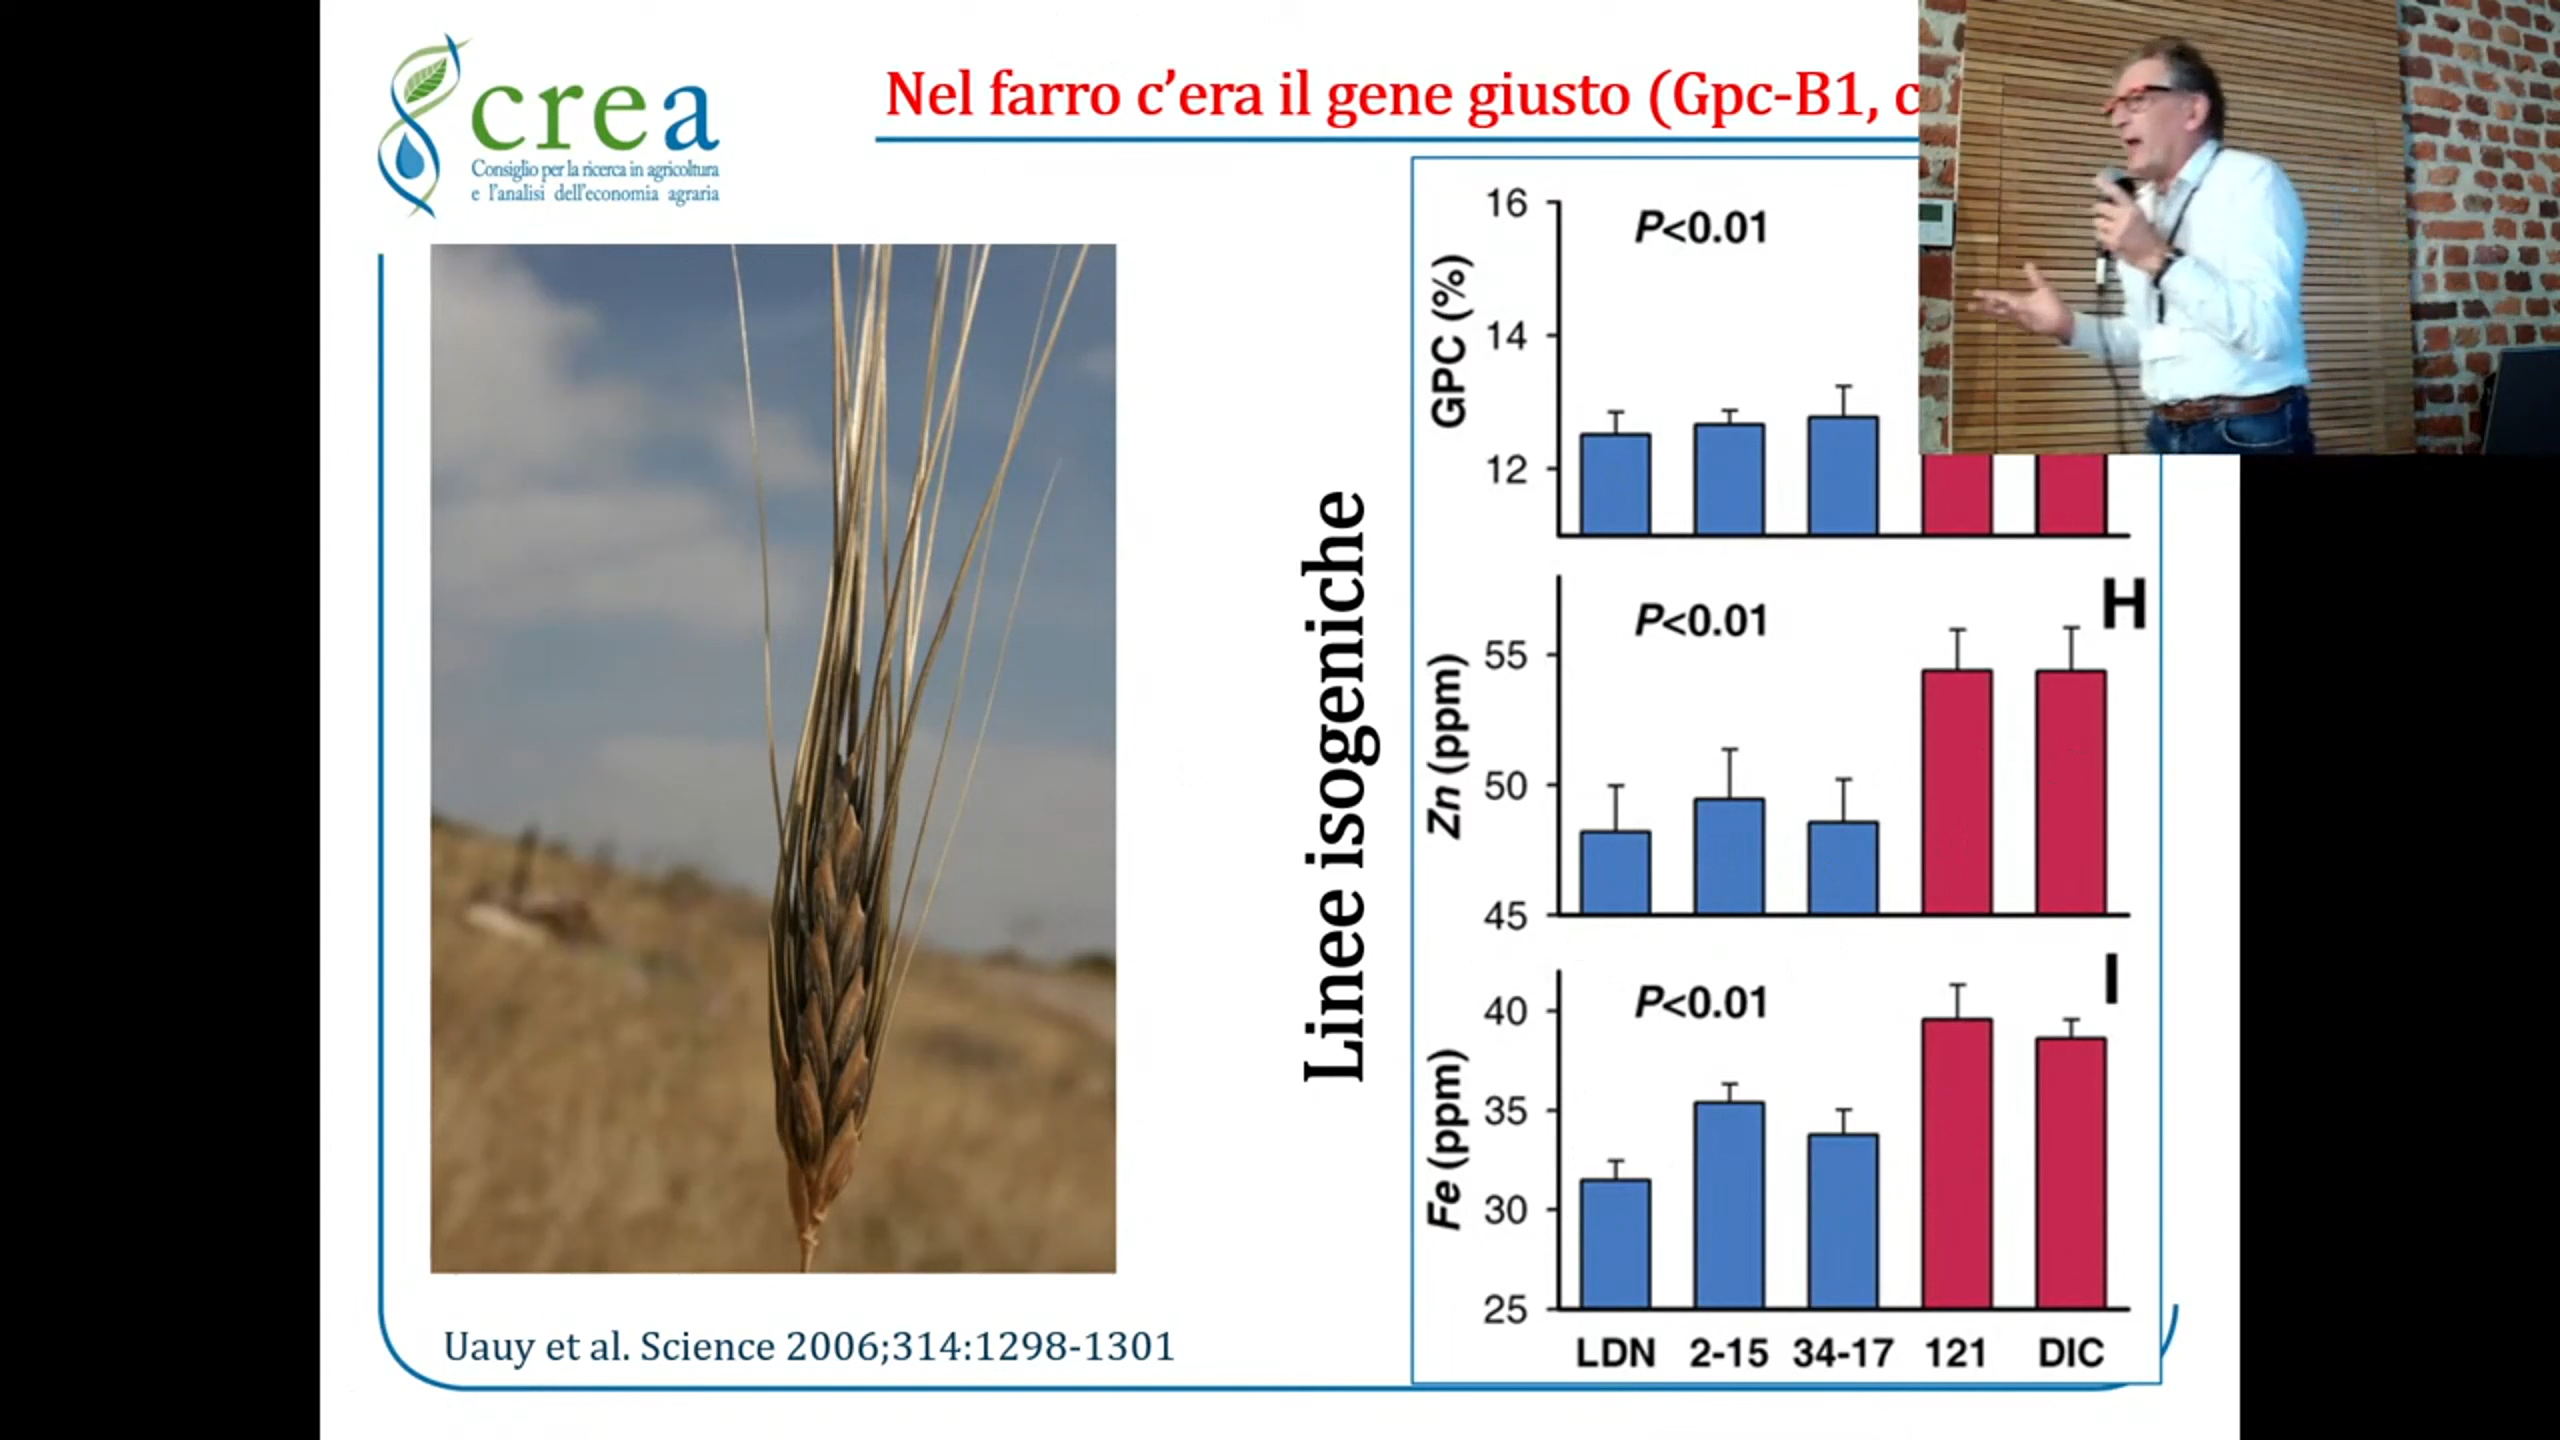 crea
Consiglio per la ricerca in agricoltura
e l'analisi dell'economia agraria
Nel farro c'era il gene giusto (Gpc-B1, c
Linee isogeniche
GPC (%)
16
14
12
P<0.01
H
Zn (ppm)
55
50
45
P<0.01
I
Fe (ppm)
40
35
30
25
P<0.01
LDN 2-15 34-17 121 DIC
Uauy et al. Science 2006;314:1298-1301